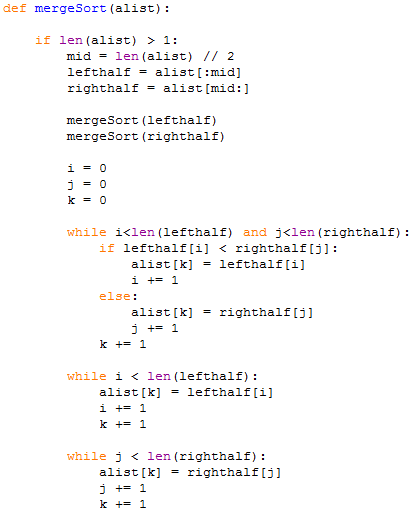 def mergeSort(alist):
    if len(alist) > 1:
        mid = len(alist) // 2
        lefthalf = alist[:mid]
        righthalf = alist[mid:]
        mergeSort(lefthalf)
        mergeSort(righthalf)
        i = 0
        j = 0
        k = 0
        while i<len(lefthalf) and j<len(righthalf):
            if lefthalf[i] < righthalf[j]:
                alist[k] = lefthalf[i]
                i += 1
            else:
                alist[k] = righthalf[j]
                j += 1
            k += 1
        while i < len(lefthalf):
            alist[k] = lefthalf[i]
            i += 1
            k += 1
        while j < len(righthalf):
            alist[k] = righthalf[j]
            j += 1
            k += 1